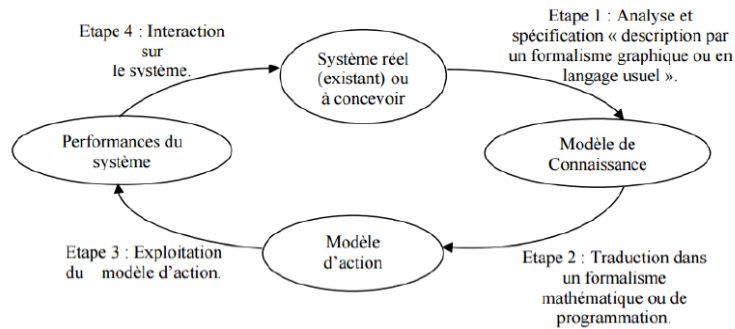 Etape 4 : Interaction
sur
le système.
Système réel
(existant) ou
à concevoir
Etape 1 : Analyse et
spécification « description par
un formalisme graphique ou en
langage usuel ».
Performances du
système
Modèle de
Connaissance
Etape 3 : Exploitation
du modèle d’action.
Modèle
d’action
Etape 2 : Traduction dans
un formalisme
mathématique ou de
programmation.